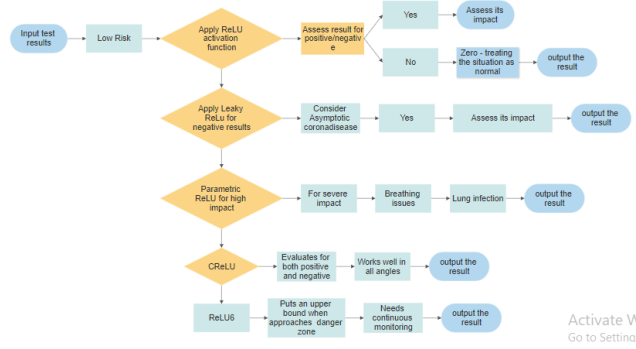 Input test
results
Low Risk
Apply ReLU
activation
function
Assess result for
positive/negativ
e
Yes
Assess its
impact
No
Zero - treating
the situation as
normal
output the
result
Apply Leaky
ReLu for
negative results
Consider
Asymptotic
coronadisease
Yes
Assess its impact
output the
result
Parametric
ReLU for high
impact
For severe
impact
Breathing
issues
Lung infection
output the
result
CReLU
Evaluates for
both positive
and negative
Works well in
all angles
output the
result
ReLU6
Puts an upper
bound when
approaches danger
zone
Needs
continuous
monitoring
output the
result
Activate W
Go to Setting